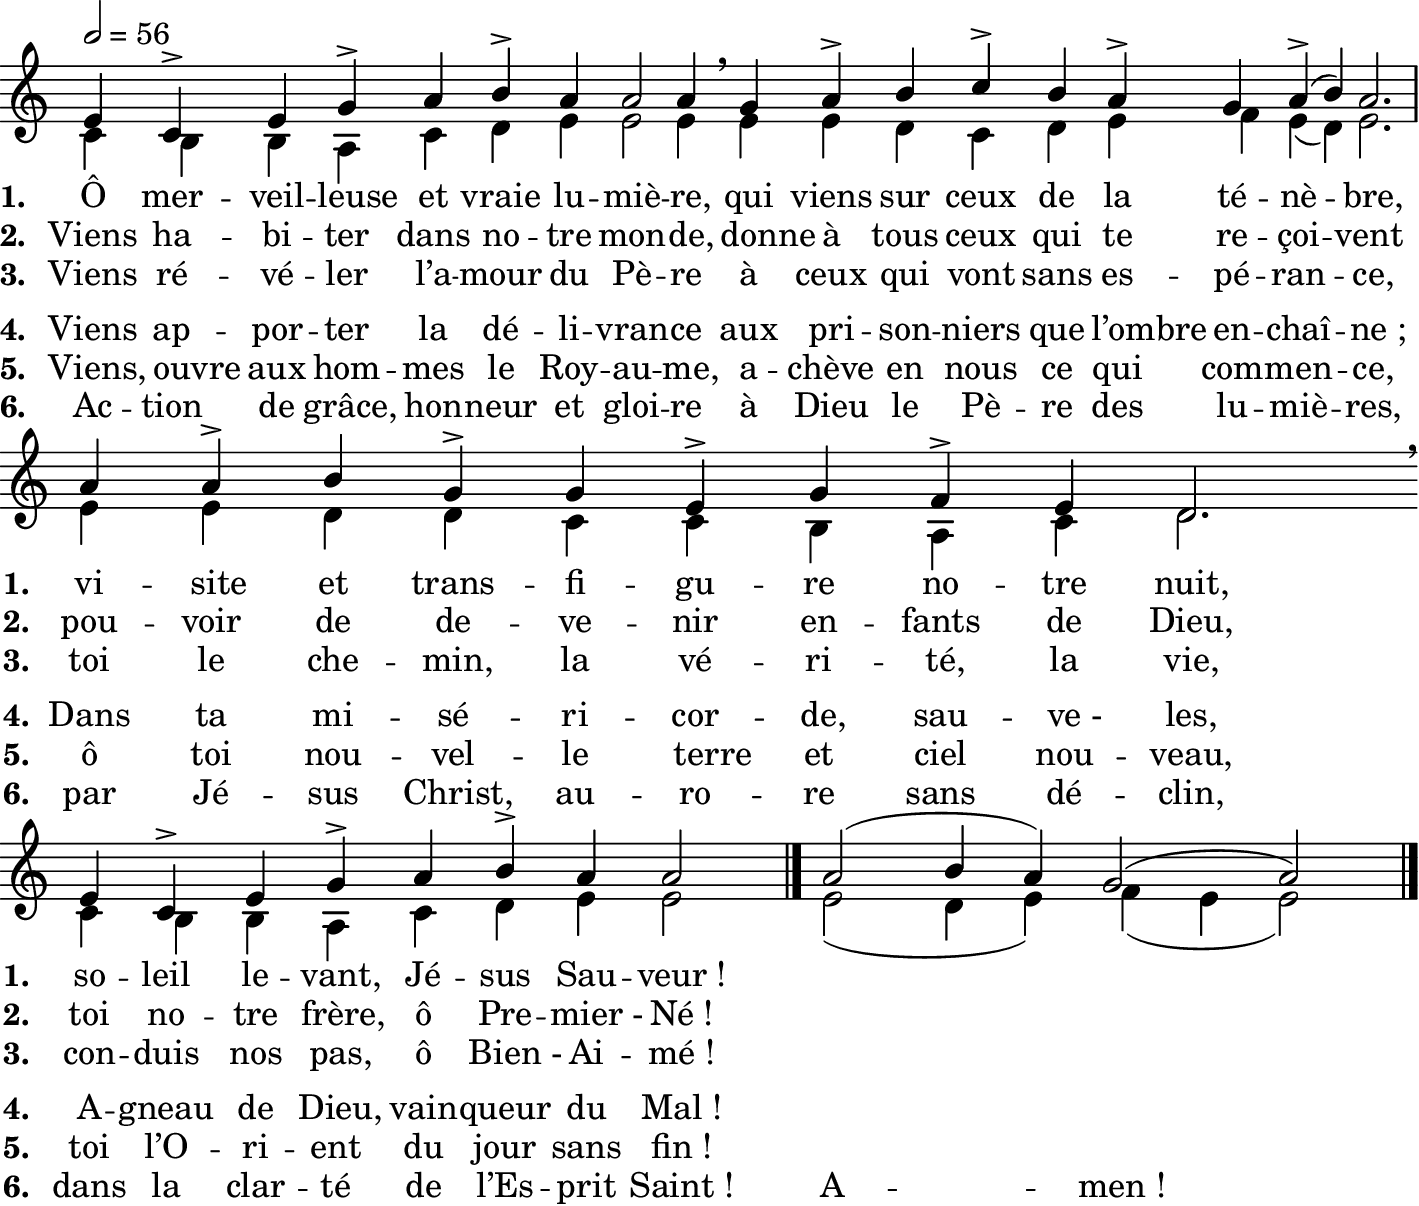 = 56
1. Ô mer - veil - leuse et vraie lu - miè - re, qui viens sur ceux de la té - nè - bre,
2. Viens ha - bi - ter dans no - tre monde, donne à tous ceux qui te re - çoi - vent
3. Viens ré - vé - ler l’a - mour du Pè - re à ceux qui vont sans es - pé - ran - ce,
4. Viens ap - por - ter la dé - li - vrance aux pri - son - niers que l’ombre en - chaî - ne ;
5. Viens, ouvre aux hom - mes le Roy - au - me, a - chève en nous ce qui commen - ce,
6. Ac - tion de grâce, honneur et gloi - re à Dieu le Pè - re des lu - miè - res,
1. vi - site et trans - fi - gu - re no - tre nuit,
2. pou - voir de de - ve - nir en - fants de Dieu,
3. toi le che - min, la vé - ri - té, la vie,
4. Dans ta mi - sé - ri - cor - de, sau - ve - les,
5. ô toi nou - vel - le terre et ciel nou - veau,
6. par Jé - sus Christ, au - ro - re sans dé - clin,
1. so - leil le - vant, Jé - sus Sau - veur !
2. toi no - tre frère, ô Pre - mier - Né !
3. con - duis nos pas, ô Bien - Ai - mé !
4. A - gneau de Dieu, vainqueur du Mal !
5. toi l’O - ri - ent du jour sans fin !
6. dans la clar - té de l’Es - prit Saint ! A - - men !